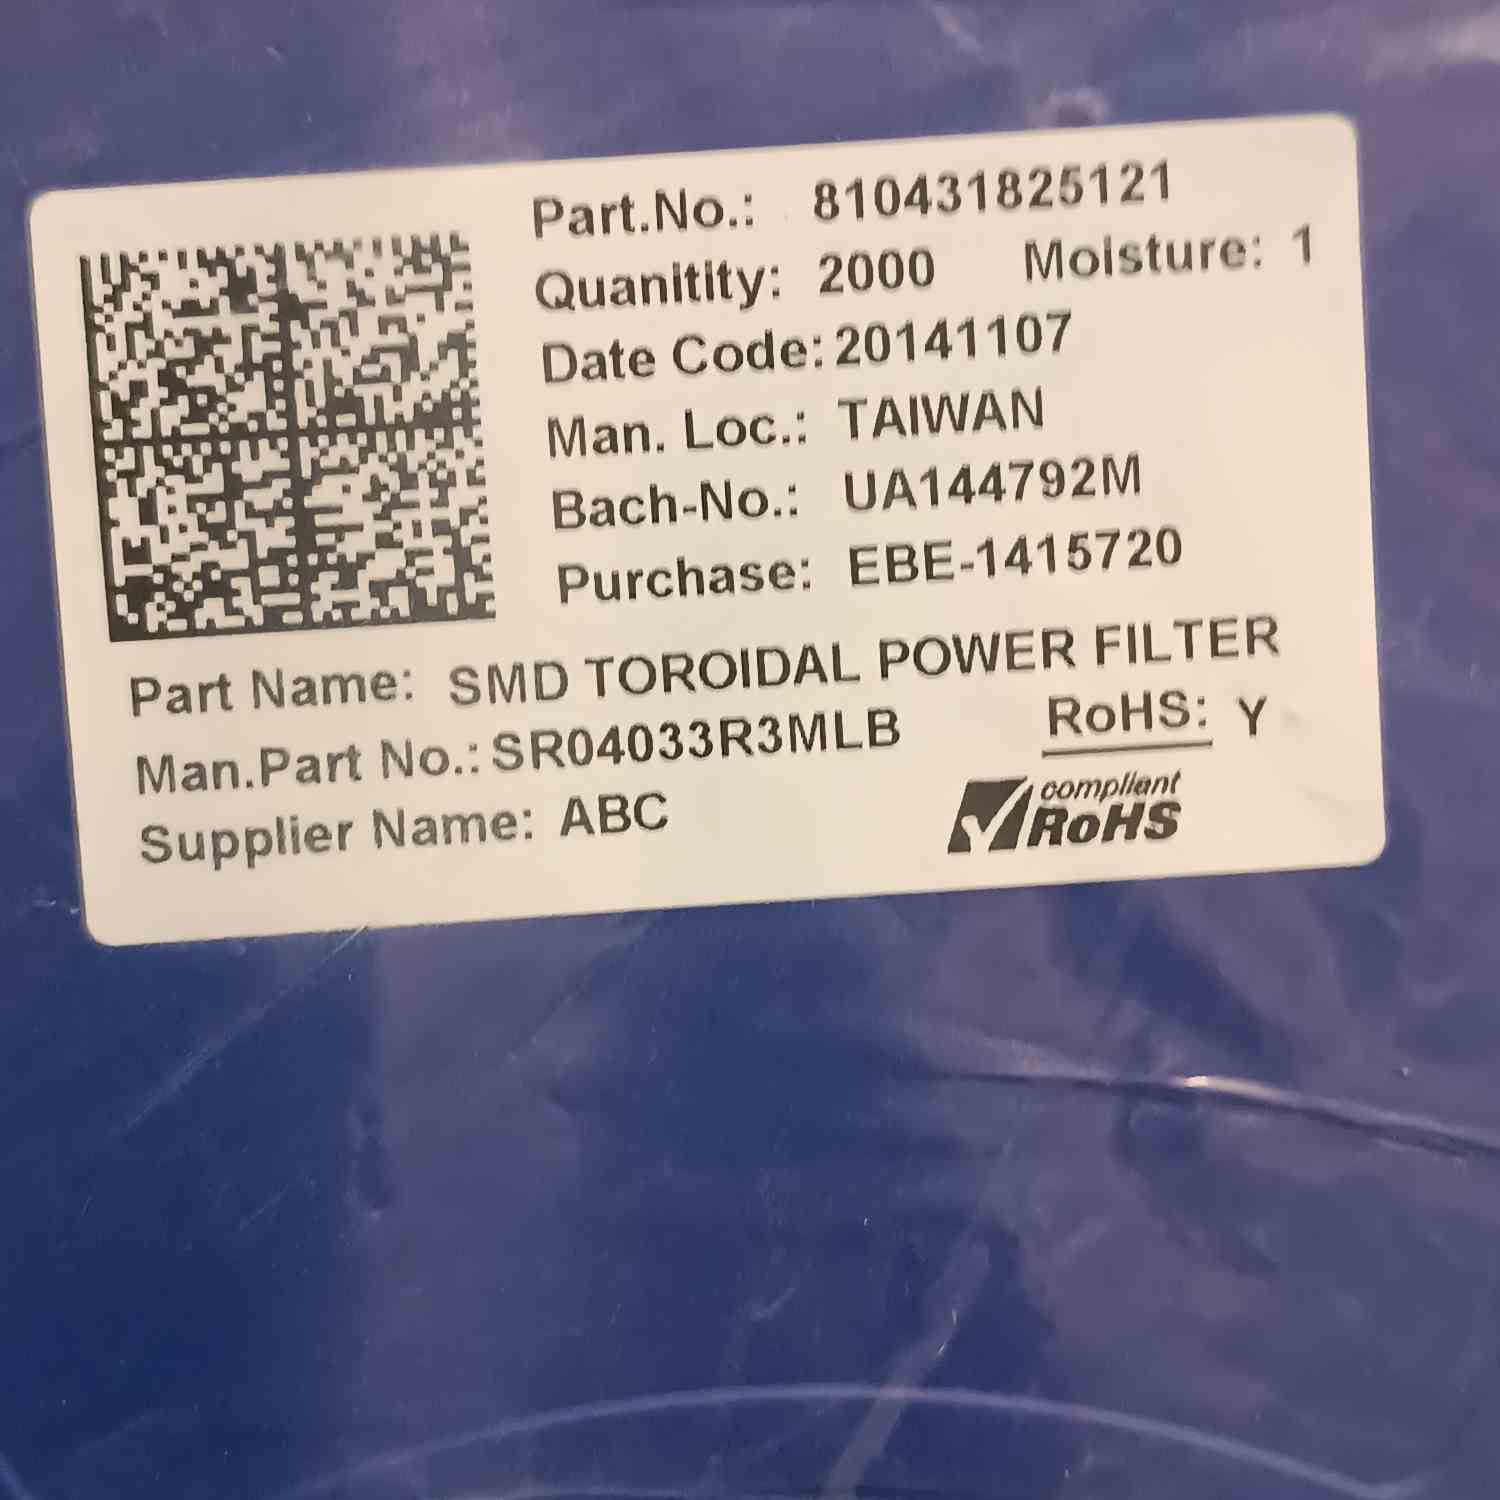 Part.No.: 810431825121
Quanitity: 2000 Moisture: 1
Date Code: 20141107
Man. Loc.: TAIWAN
Bach-No.: UA144792M
Purchase: EBE-1415720
Part Name: SMD TOROIDAL POWER FILTER
Man.Part No.: SR04033R3MLB
RoHS: Y
Supplier Name: ABC
compliant
RoHS